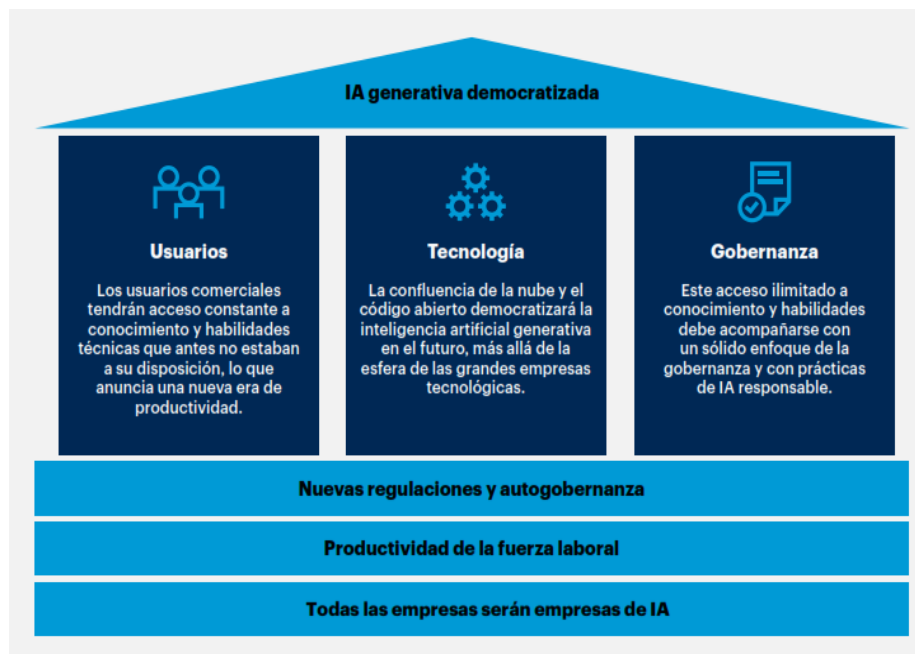 IA generativa democratizada
Usuarios
Los usuarios comerciales
tendrán acceso constante a
conocimiento y habilidades
técnicas que antes no estaban
a su disposición, lo que
anuncia una nueva era de
productividad.
Tecnología
La confluencia de la nube y el
código abierto democratizará la
inteligencia artificial generativa
en el futuro, más allá de la
esfera de las grandes empresas
tecnológicas.
Gobernanza
Este acceso ilimitado a
conocimiento y habilidades
debe acompañarse con
un sólido enfoque de la
gobernanza y con prácticas
de IA responsable.
Nuevas regulaciones y autogobernanza
Productividad de la fuerza laboral
Todas las empresas serán empresas de IA